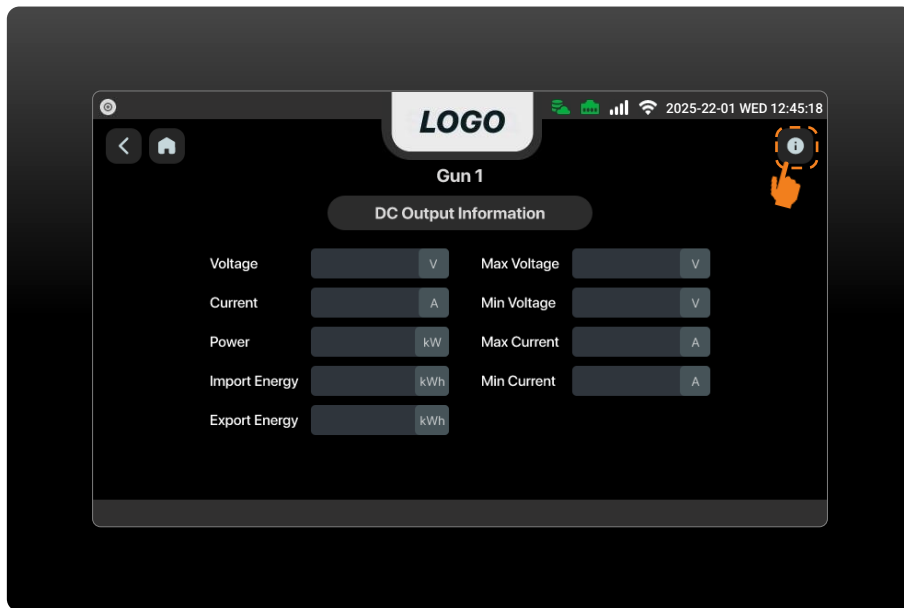 LOGO
2025-22-01 WED 12:45:18
Gun 1
DC Output Information
Voltage V Max Voltage V
Current A Min Voltage V
Power kW Max Current A
Import Energy kWh Min Current A
Export Energy kWh